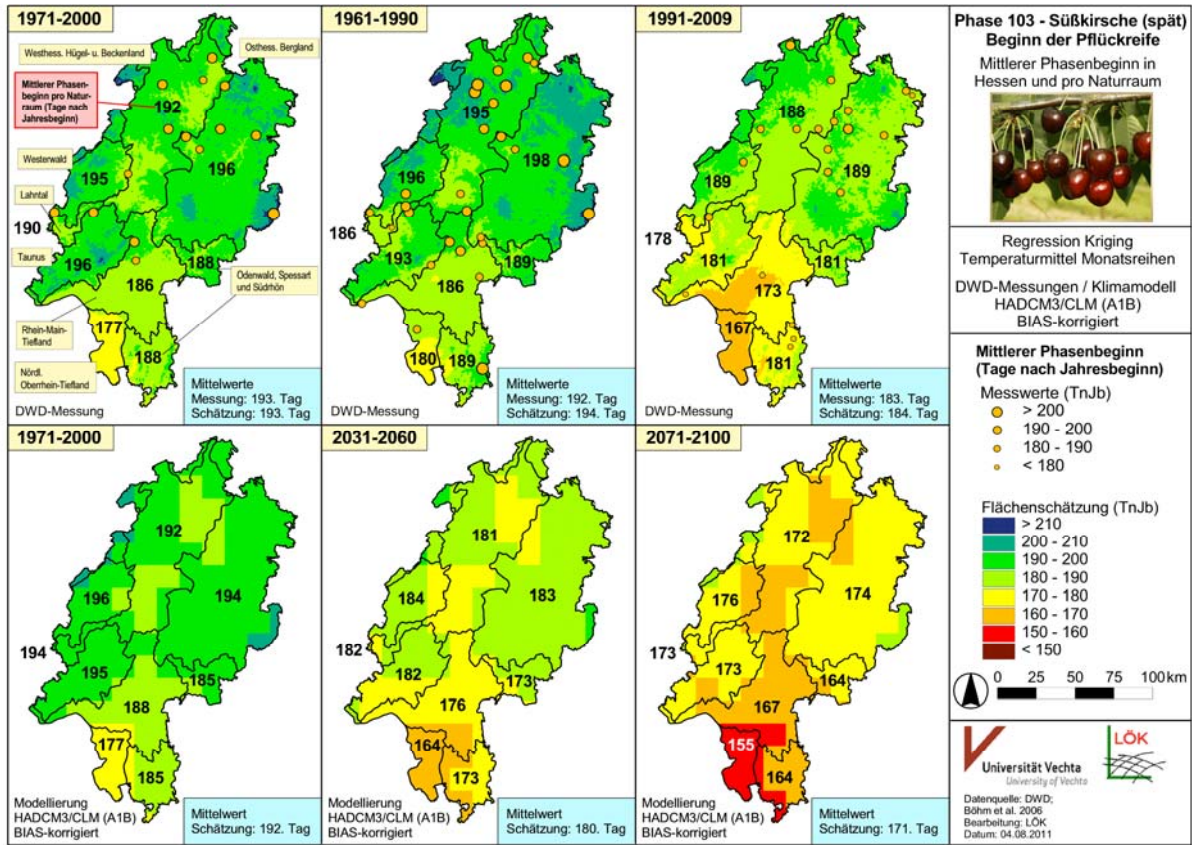 1971-2000
Westhess. Hügel- u. Beckenland
Osthess. Bergland
Mittlerer Phasen-
beginn pro Natur-
raum (Tage nach
Jahresbeginn)
192
196
Westerwald
195
Lahntal
190
Taunus
196
188
186
Odenwald, Spessart
und Südrhön
Rhein-Main-
Tiefland
177
188
Nördl.
Oberrhein-Tiefland
DWD-Messung
Mittelwerte
Messung: 193. Tag
Schätzung: 193. Tag
1961-1990
195
198
196
186
193
189
186
180
189
DWD-Messung
Mittelwerte
Messung: 192. Tag
Schätzung: 194. Tag
1991-2009
188
189
189
178
181
181
173
167
181
DWD-Messung
Mittelwerte
Messung: 183. Tag
Schätzung: 184. Tag
1971-2000
192
194
196
194
195
185
188
177
185
Modellierung
HADCM3/CLM (A1B)
BIAS-korrigiert
Mittelwert
Schätzung: 192. Tag
2031-2060
181
183
184
182
182
173
176
164
173
Modellierung
HADCM3/CLM (A1B)
BIAS-korrigiert
Mittelwert
Schätzung: 180. Tag
2071-2100
172
174
176
173
173
164
167
155
164
Modellierung
HADCM3/CLM (A1B)
BIAS-korrigiert
Mittelwert
Schätzung: 171. Tag
Phase 103 - Süßkirsche (spät)
Beginn der Pflückreife
Mittlerer Phasenbeginn in
Hessen und pro Naturraum
Regression Kriging
Temperaturmittel Monatsreihen
DWD-Messungen / Klimamodell
HADCM3/CLM (A1B)
BIAS-korrigiert
Mittlerer Phasenbeginn
(Tage nach Jahresbeginn)
Messwerte (TnJb)
> 200
190 - 200
180 - 190
< 180
Flächenschätzung (TnJb)
> 210
200 - 210
190 - 200
180 - 190
170 - 180
160 - 170
150 - 160
< 150
0 25 50 75 100 km
Universität Vechta
University of Vechta
LÖK
Datenquelle: DWD;
Böhm et al. 2006
Bearbeitung: LÖK
Datum: 04.08.2011